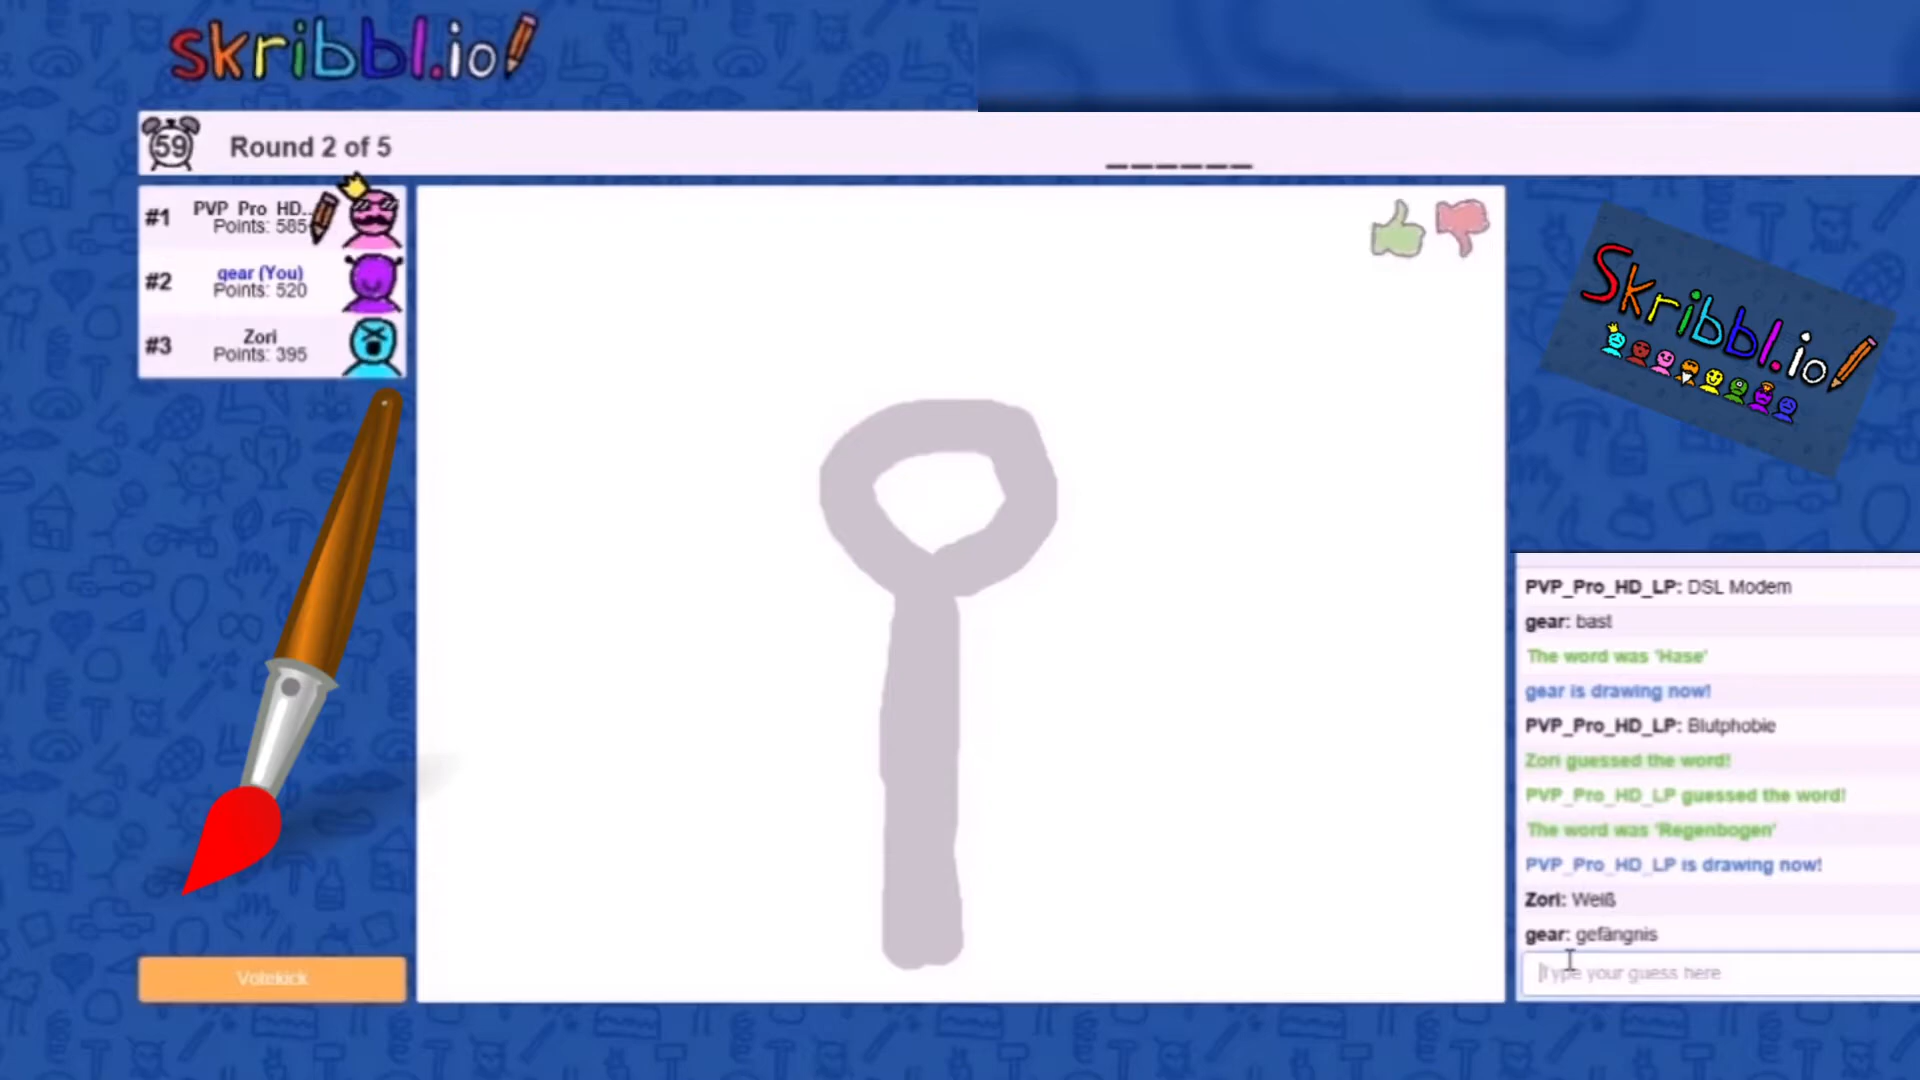 skribbl.io
59
Round 2 of 5
______
#1
PVP Pro HD...
Points: 585
#2
gear (You)
Points: 520
#3
Zori
Points: 395
Skribbl.io
PVP_Pro_HD_LP: DSL Modem
gear: bast
The word was 'Hase'
gear is drawing now!
PVP_Pro_HD_LP: Blutphobie
Zori guessed the word!
PVP_Pro_HD_LP guessed the word!
The word was 'Regenbogen'
PVP_Pro_HD_LP is drawing now!
Zori: Weiß
gear: gefängnis
Type your guess here
Votekick